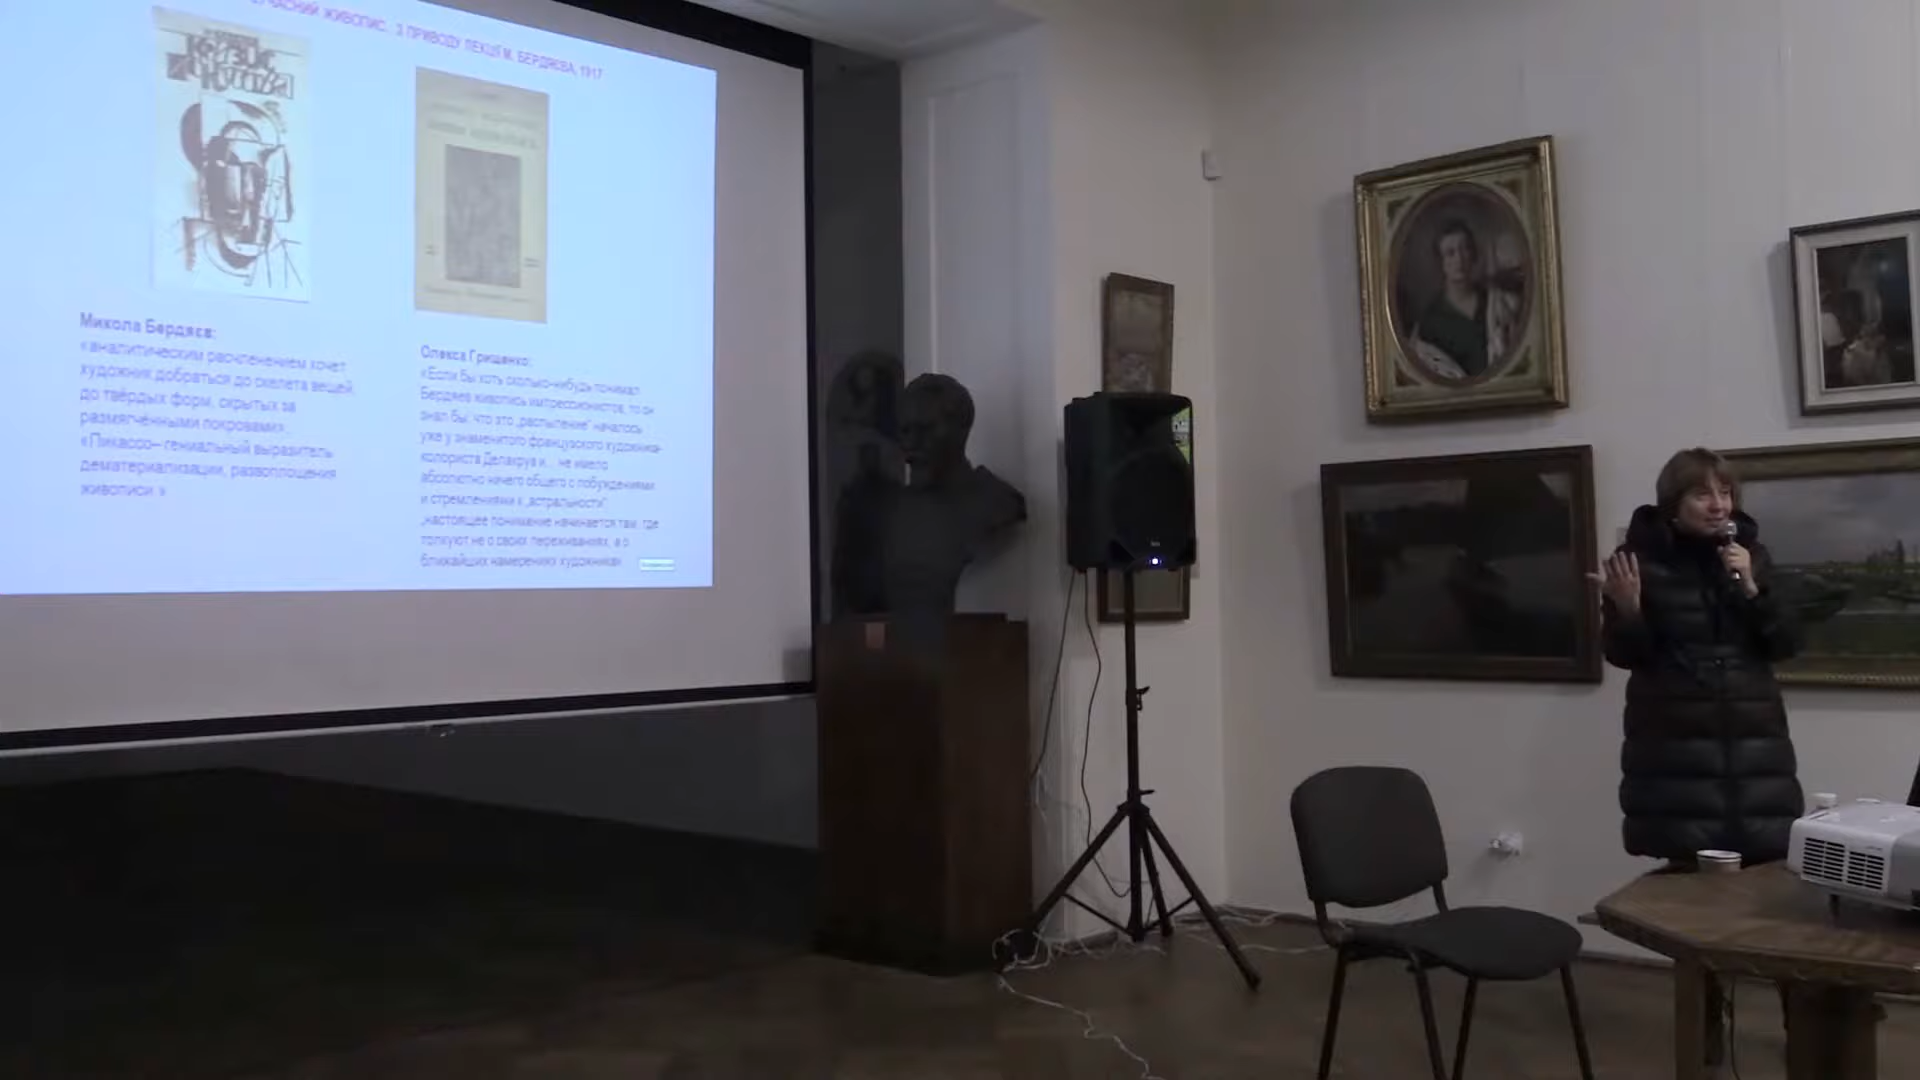 СУЧАСНИЙ ЖИВОПИС. З ПРИВОДУ ЛЕКЦІЇ М. БЕРДЯЄВА, 1917
Микола Бердяєв:
«аналитическим расчленением хочет
художник добраться до скелета вещей,
до твёрдых форм, скрытых за
размягчёнными покровами».
«Пикассо– гениальный выразитель
дематериализации, развоплощения
живописи.»
Олекса Грищенко:
«Если бы хоть сколько-нибудь понимал
Бердяев живопись импрессионистов, то он
знал бы, что это „распыление" началось
уже у знаменитого французского художника-
колориста Делакруа и... не имело
абсолютно ничего общего с побуждениями
и стремлениями к „астральности"
„настоящее понимание начинается там, где
толкуют не о своих переживаниях, а о
ближайших намерениях художника»